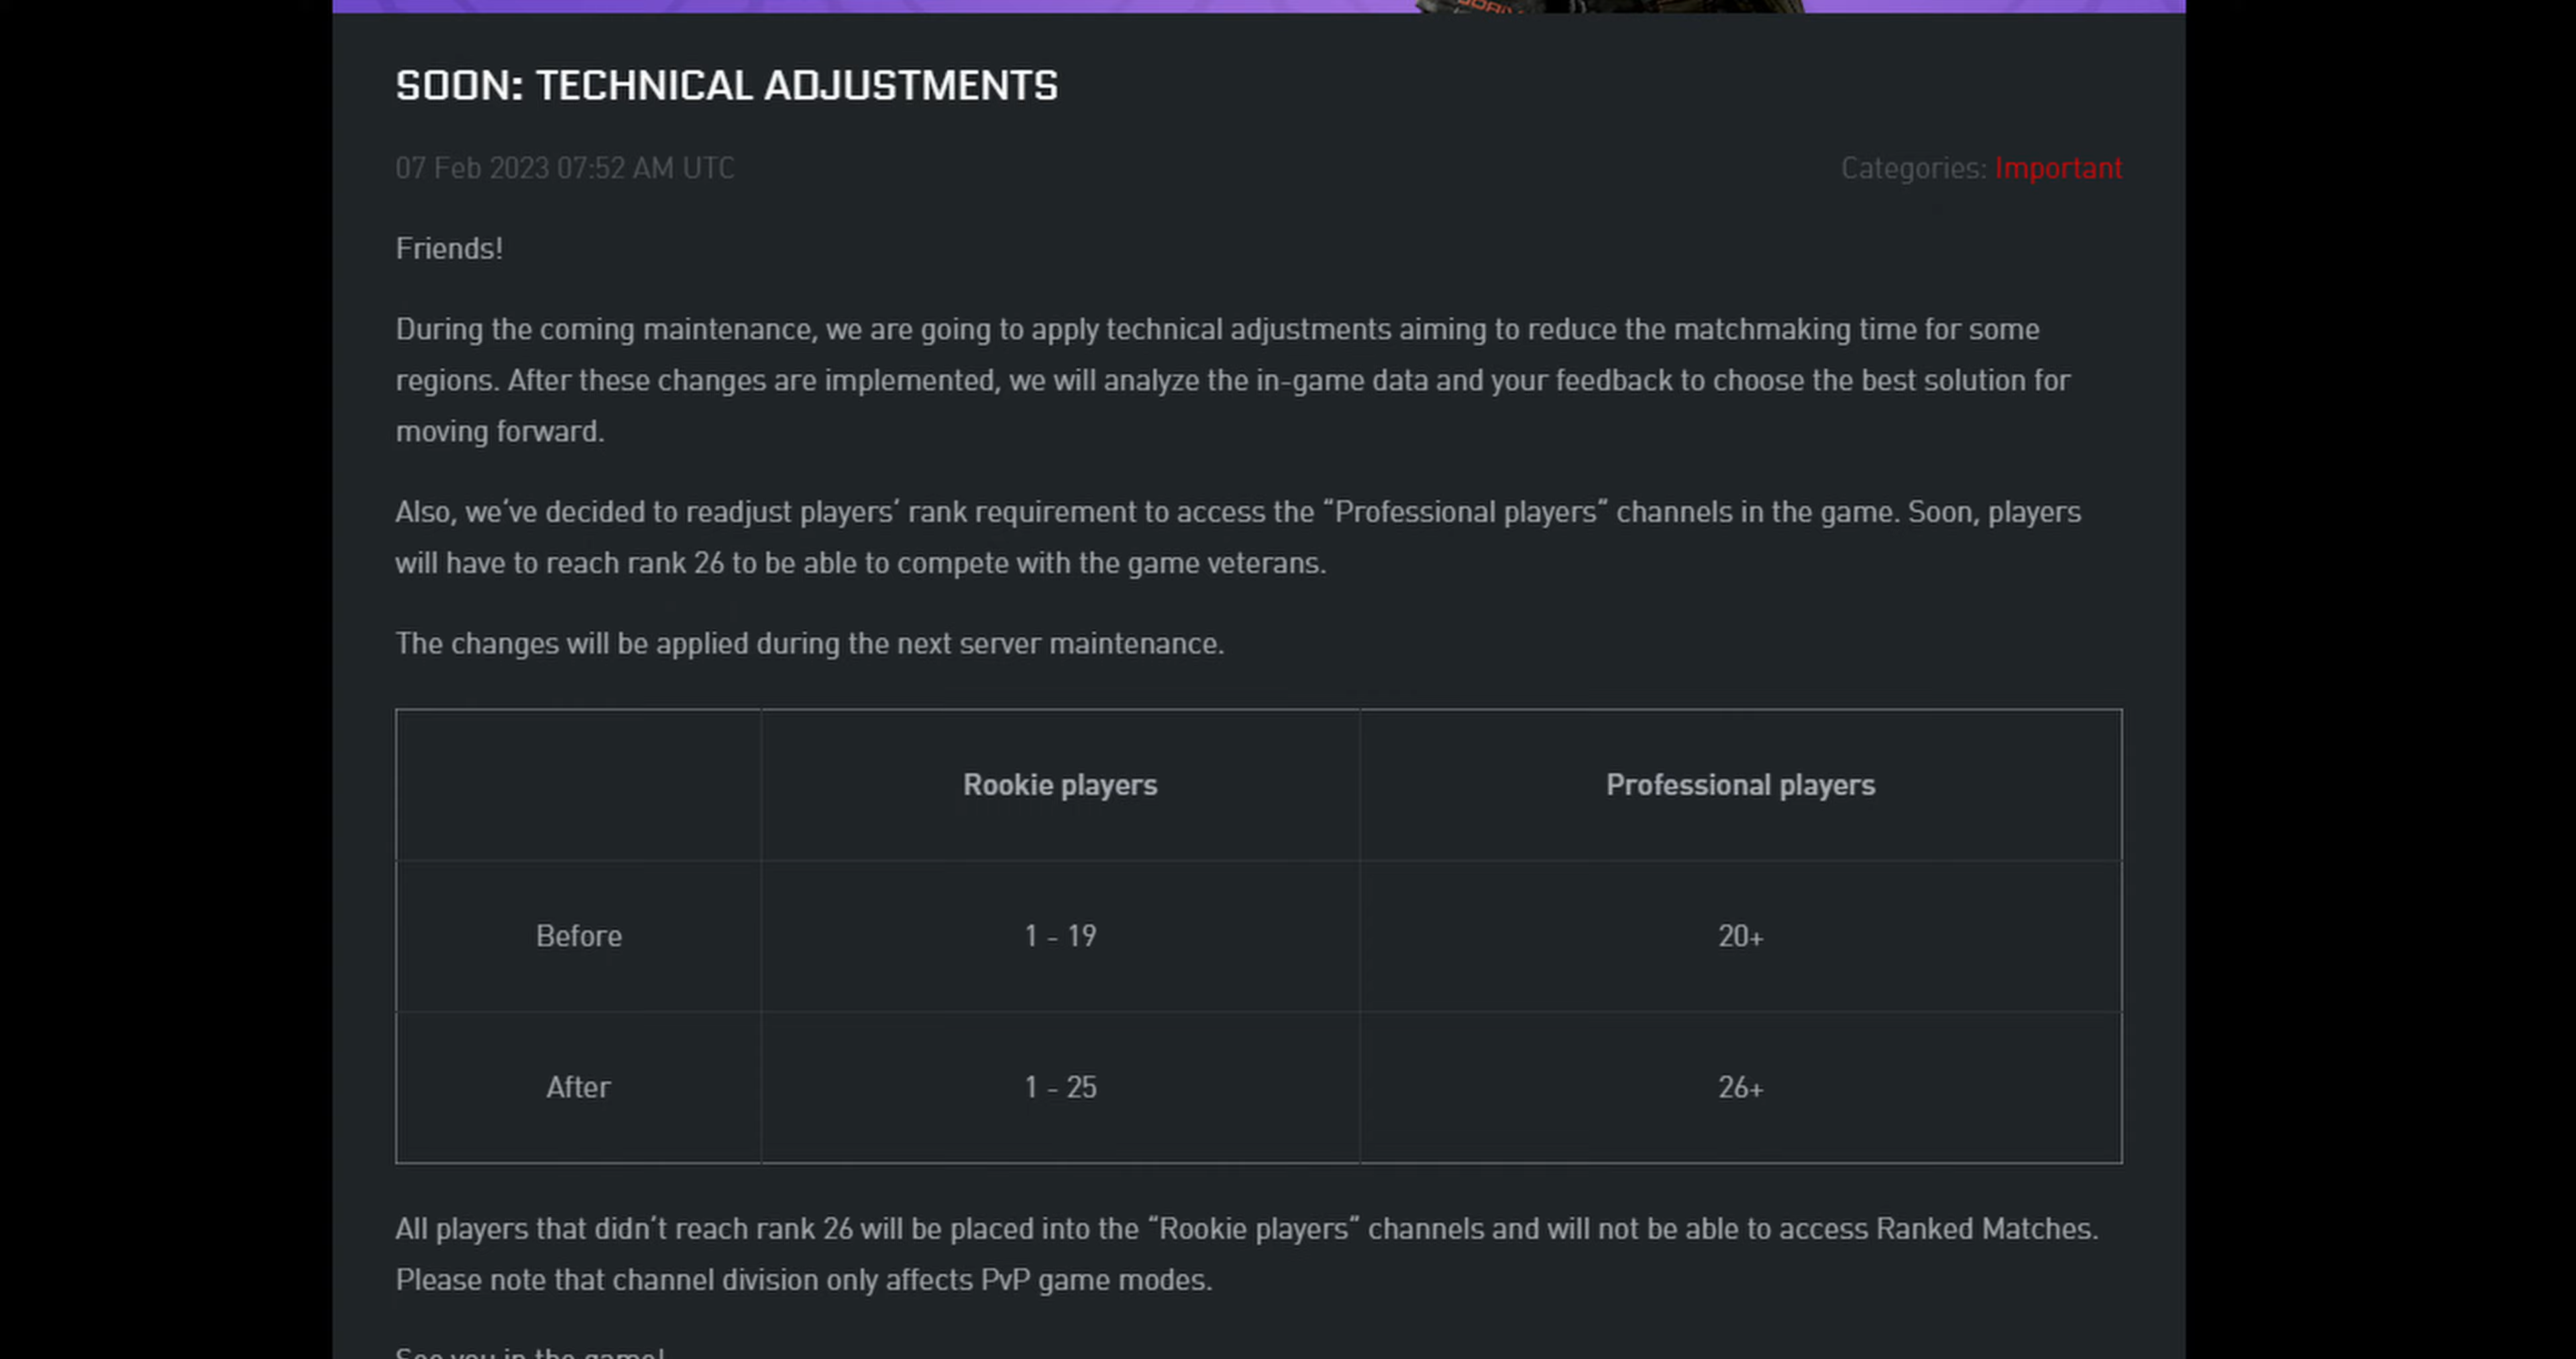 SOON: TECHNICAL ADJUSTMENTS
07 Feb 2023 07:52 AM UTC
Categories: Important
Friends!
During the coming maintenance, we are going to apply technical adjustments aiming to reduce the matchmaking time for some
regions. After these changes are implemented, we will analyze the in-game data and your feedback to choose the best solution for
moving forward.
Also, we’ve decided to readjust players’ rank requirement to access the “Professional players” channels in the game. Soon, players
will have to reach rank 26 to be able to compete with the game veterans.
The changes will be applied during the next server maintenance.
Rookie players
Professional players
Before
1 - 19
20+
After
1 - 25
26+
All players that didn’t reach rank 26 will be placed into the “Rookie players” channels and will not be able to access Ranked Matches.
Please note that channel division only affects PvP game modes.
See you in the game!